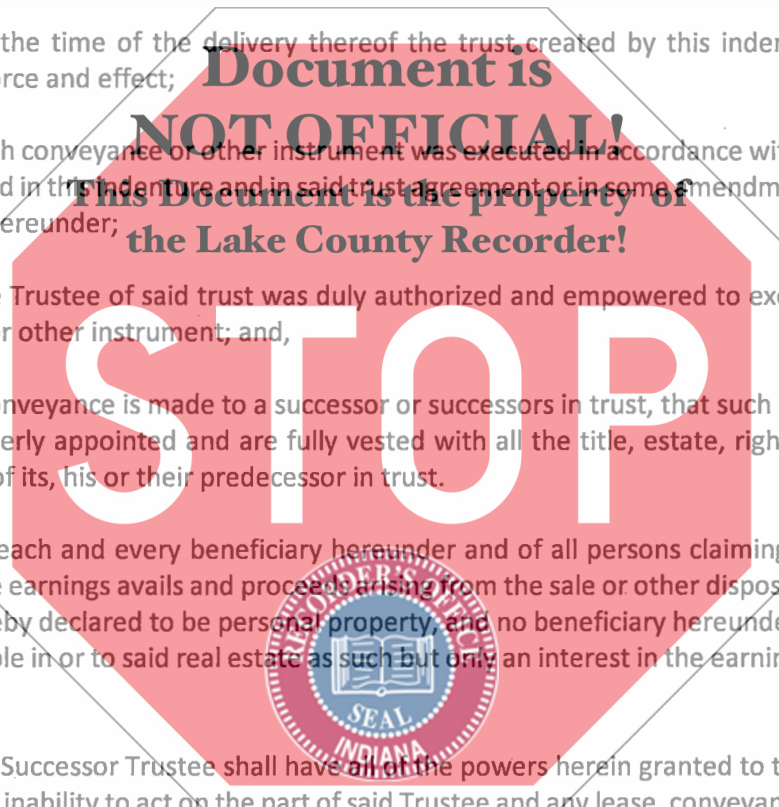 the time of the delivery thereof the trust created by this inden
rce and effect;
Document is
NOT OFFICIAL!
h conveyance or other instrument was executed in accordance wi
d in this indenture and in said trust agreement or in some amendm
This Document is the property of
ereunder;
the Lake County Recorder!
Trustee of said trust was duly authorized and empowered to exe
r other instrument; and,
STOP
nveyance is made to a successor or successors in trust, that such
erly appointed and are fully vested with all the title, estate, righ
of its, his or their predecessor in trust.
each and every beneficiary hereunder and of all persons claiming
e earnings avails and proceeds arising from the sale or other dispos
by declared to be personal property, and no beneficiary hereunde
le in or to said real estate as such but only an interest in the earnin
RECORDER'S OFFICE
SEAL
INDIANA
Successor Trustee shall have all of the powers herein granted to t
inability to act on the part of said Trustee and any lease, conveyan